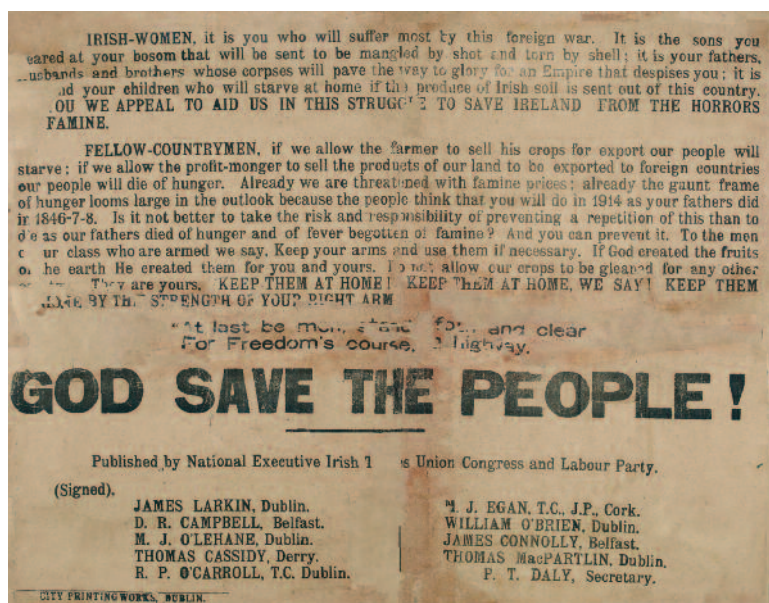 IRISH-WOMEN, it is you who will suffer most by this foreign war. It is the sons you
eared at your bosom that will be sent to be mangled by shot and torn by shell; it is your fathers,
usbands and brothers whose corpses will pave the way to glory for an Empire that despises you; it is
nd your children who will starve at home if the produce of Irish soil is sent out of this country.
OU WE APPEAL TO AID US IN THIS STRUGGLE TO SAVE IRELAND FROM THE HORRORS
FAMINE.
FELLOW-COUNTRYMEN, if we allow the farmer to sell his crops for export our people will
starve; if we allow the profit-monger to sell the products of our land to be exported to foreign countries
our people will die of hunger. Already we are threatened with famine prices; already the gaunt frame
of hunger looms large in the outlook because the people think that you will do in 1914 as your fathers did
in 1846-7-8. Is it not better to take the risk and responsibility of preventing a repetition of this than to
die as our fathers died of hunger and of fever begotten of famine? And you can prevent it. To the men
ur class who are armed we say. Keep your arms and use them if necessary. If God created the fruits
of the earth He created them for you and yours. Do not allow our crops to be gleaned for any other
They are yours. KEEP THEM AT HOME! KEEP THEM AT HOME, WE SAY! KEEP THEM
HOME BY THE STRENGTH OF YOUR RIGHT ARM
"At last be men, stand and clear
For Freedom's course, highway.
GOD SAVE THE PEOPLE!
Published by National Executive Irish T es Union Congress and Labour Party.
(Signed),
JAMES LARKIN, Dublin.
D. R. CAMPBELL, Belfast.
M. J. O'LEHANE, Dublin.
THOMAS CASSIDY, Derry.
R. P. O'CARROLL, T.C. Dublin.
M. J. EGAN, T.C., J.P., Cork.
WILLIAM O'BRIEN, Dublin.
JAMES CONNOLLY, Belfast.
THOMAS MacPARTLIN, Dublin.
P. T. DALY, Secretary.
CITY PRINTING WORKS, DUBLIN.